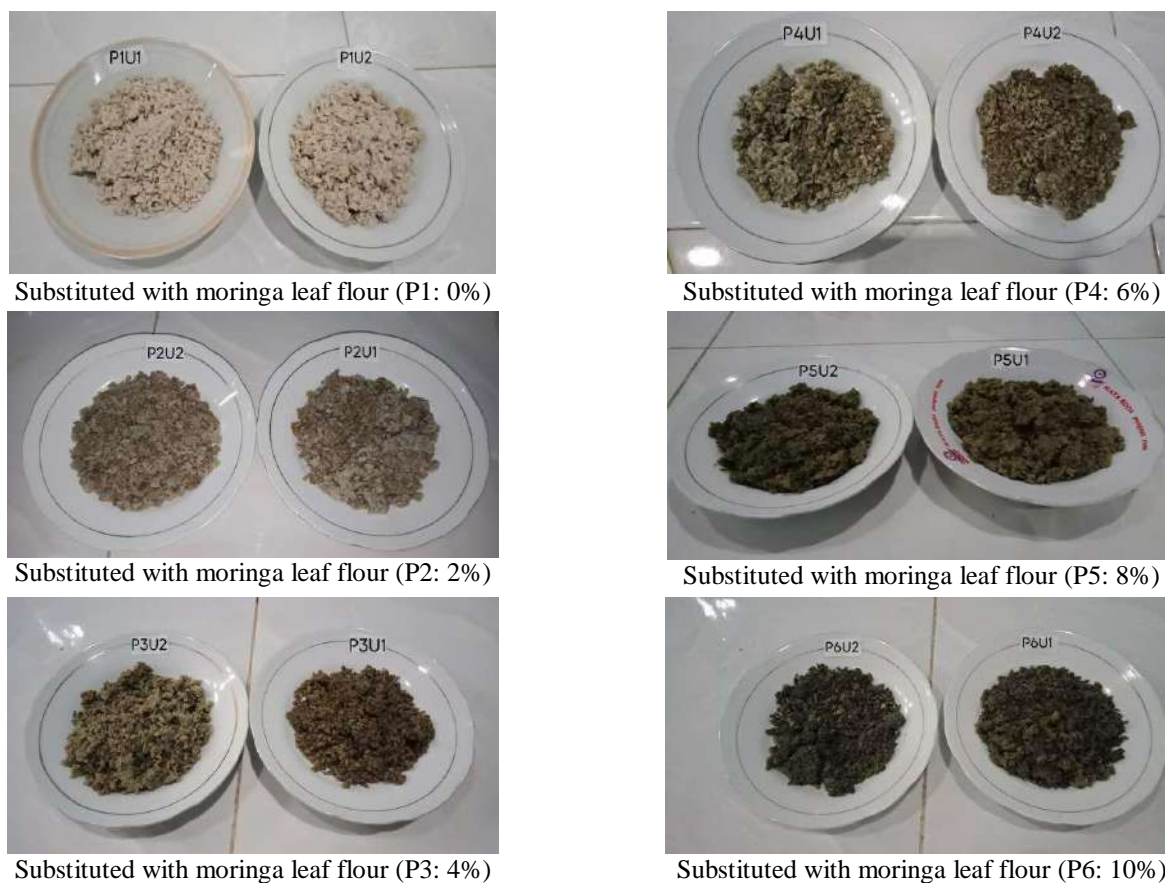 P1U1
P1U2
Substituted with moringa leaf flour (P1: 0%)
P4U1
P4U2
Substituted with moringa leaf flour (P4: 6%)
P2U2
P2U1
Substituted with moringa leaf flour (P2: 2%)
P5U2
P5U1
Substituted with moringa leaf flour (P5: 8%)
P3U2
P3U1
Substituted with moringa leaf flour (P3: 4%)
P6U2
P6U1
Substituted with moringa leaf flour (P6: 10%)